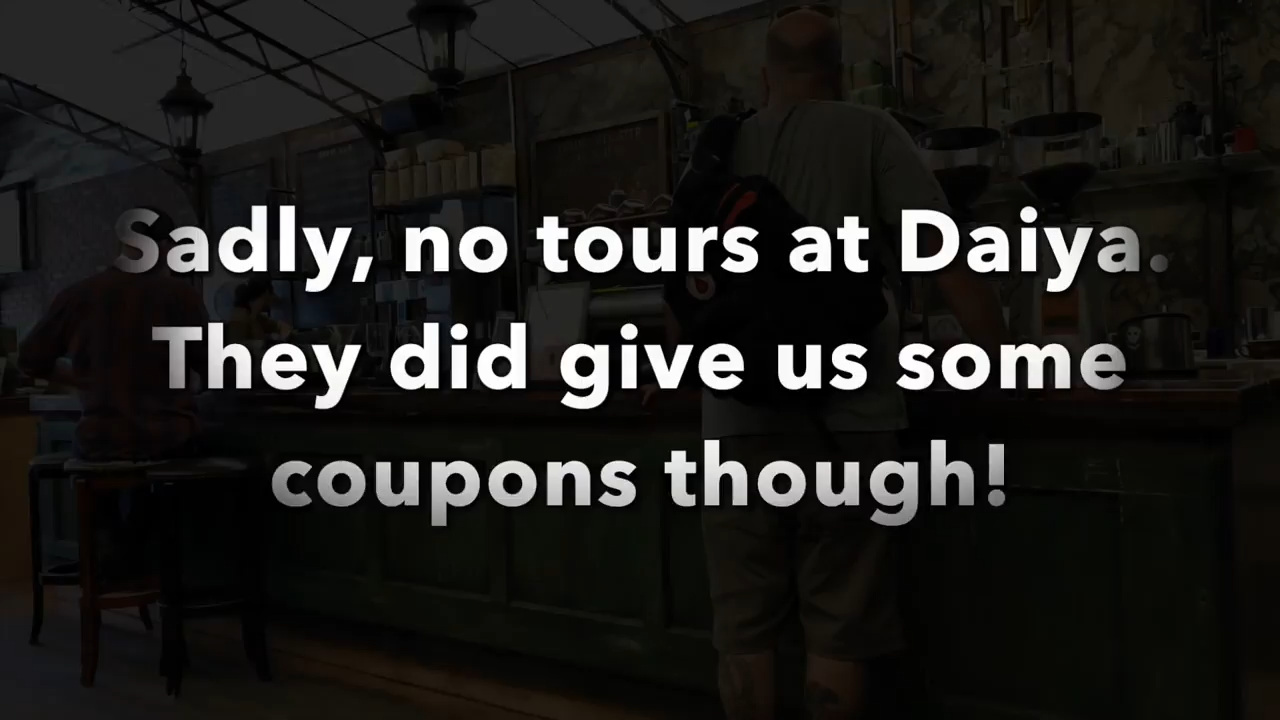 Sadly, no tours at Daiya.
They did give us some
coupons though!